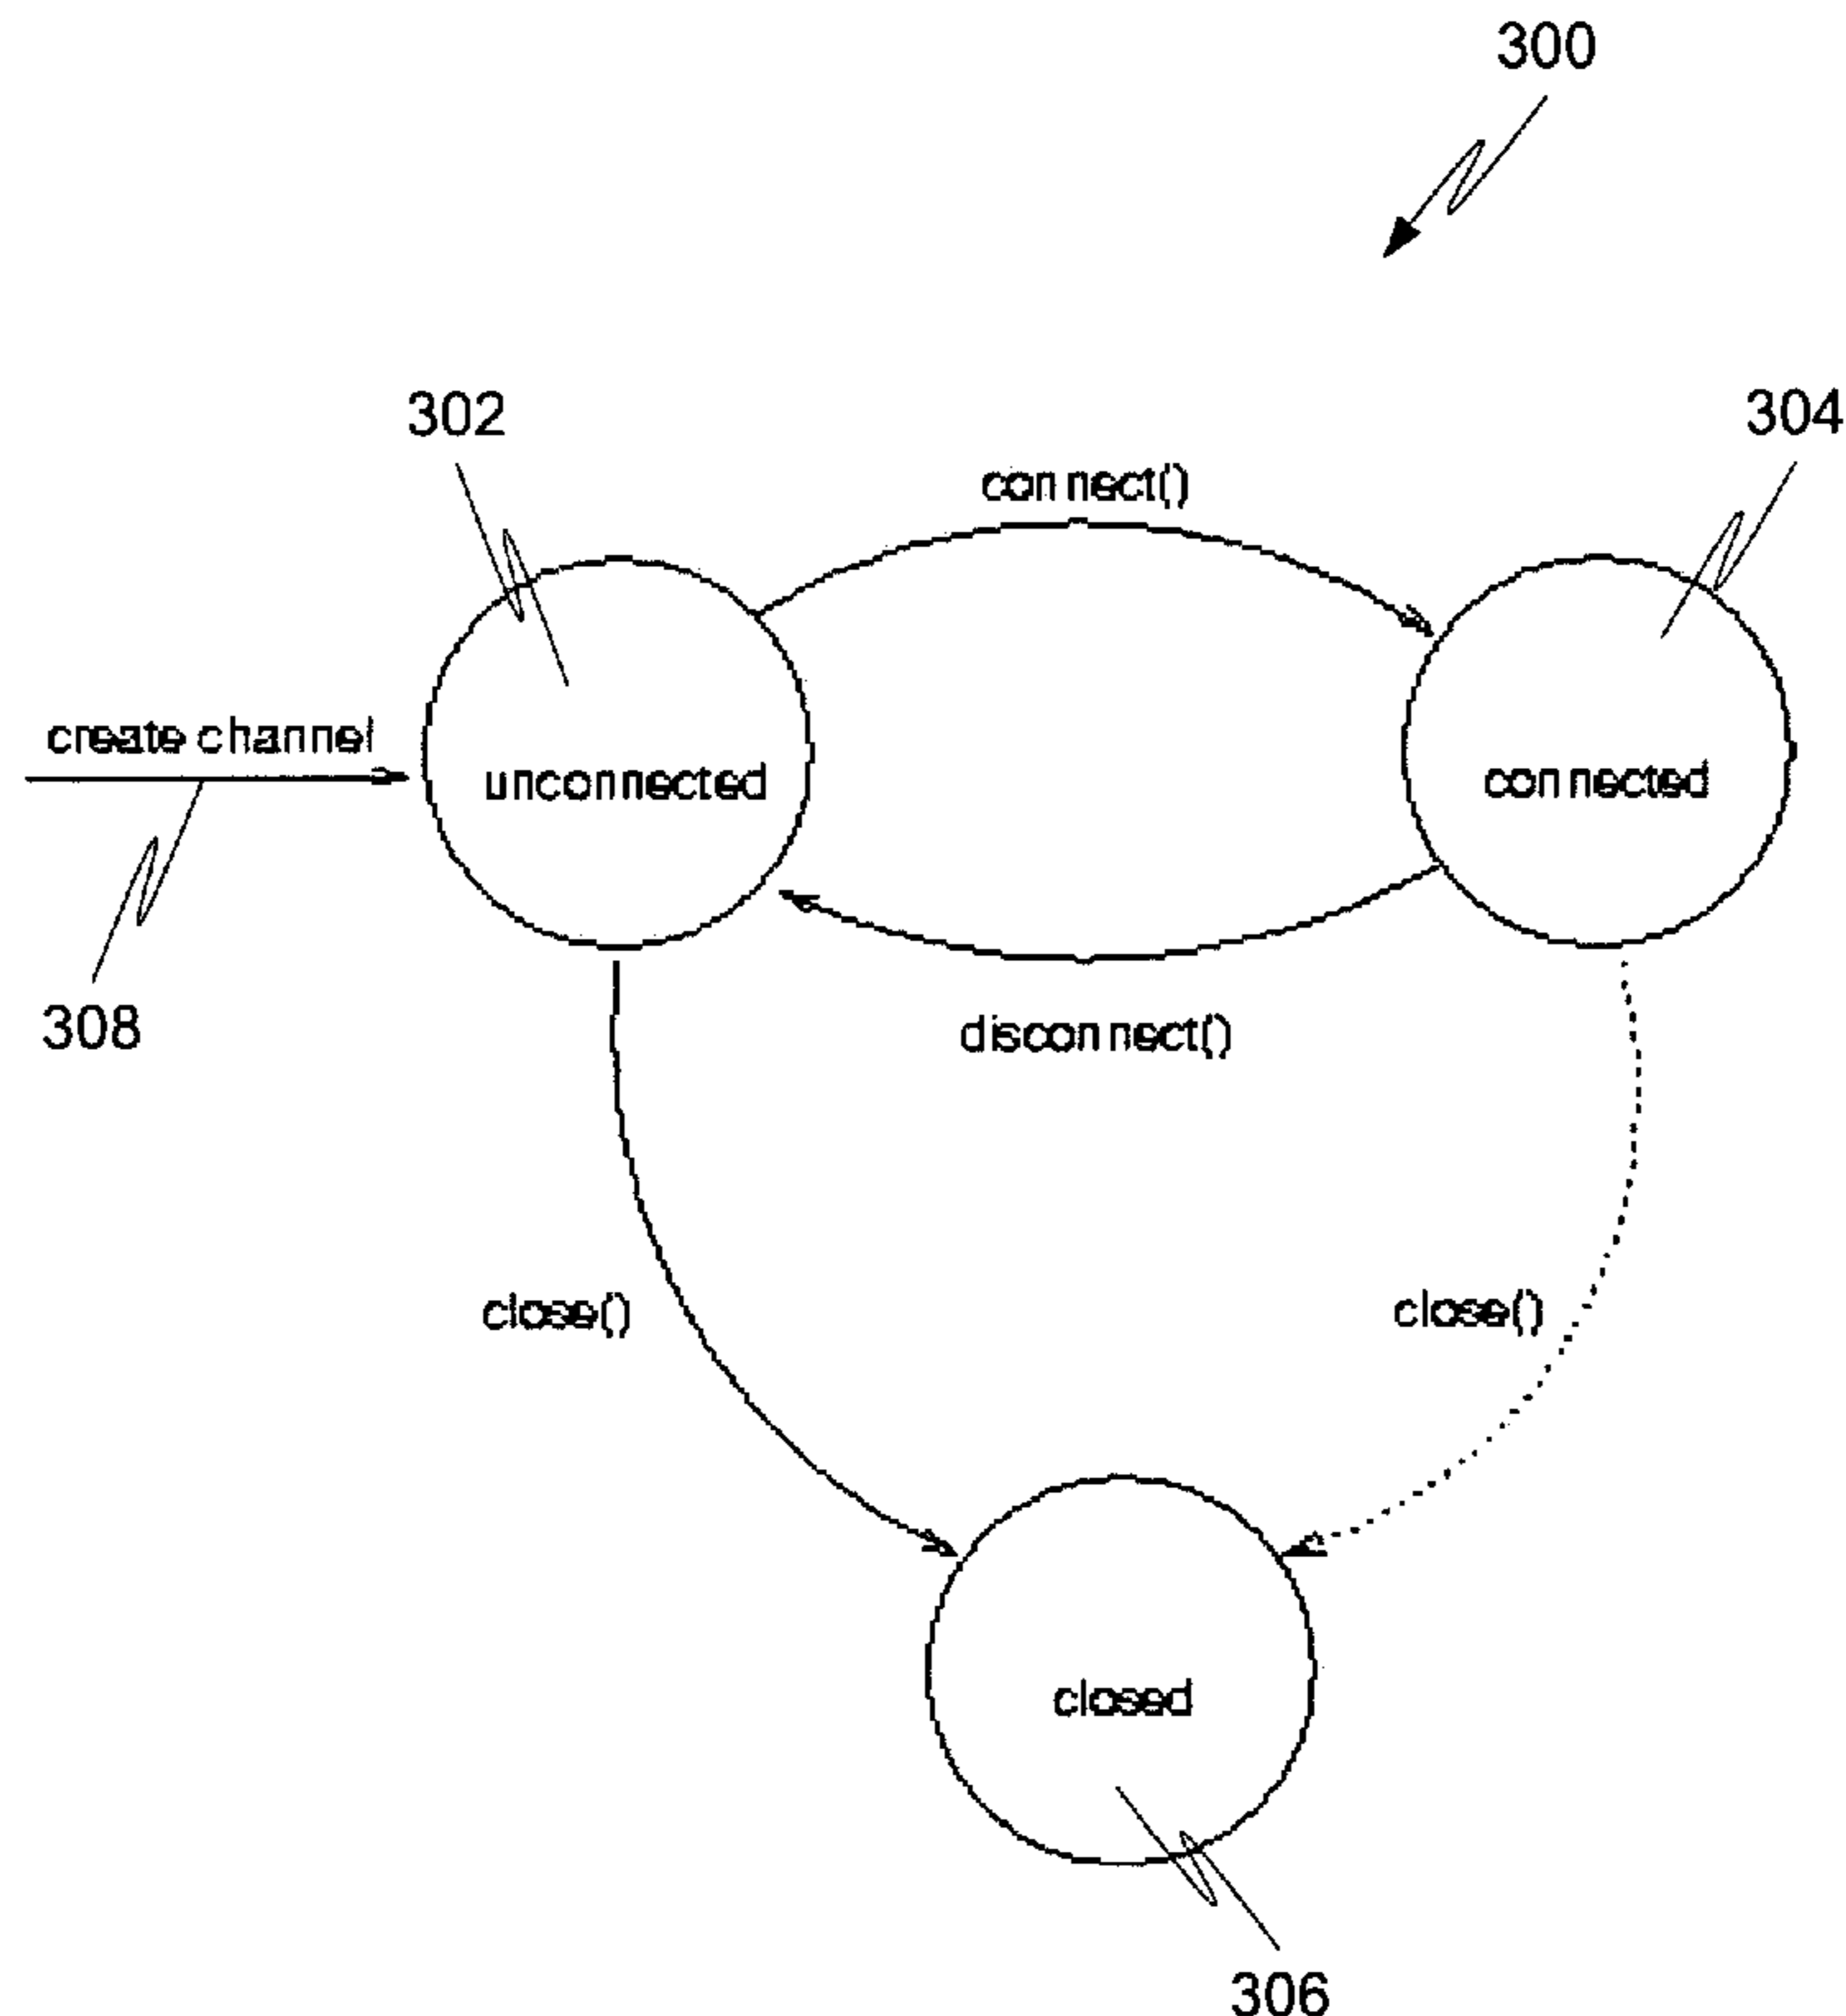 300
302
304
connect()
create channel
unconnected
connected
308
disconnect()
close()
close()
closed
306